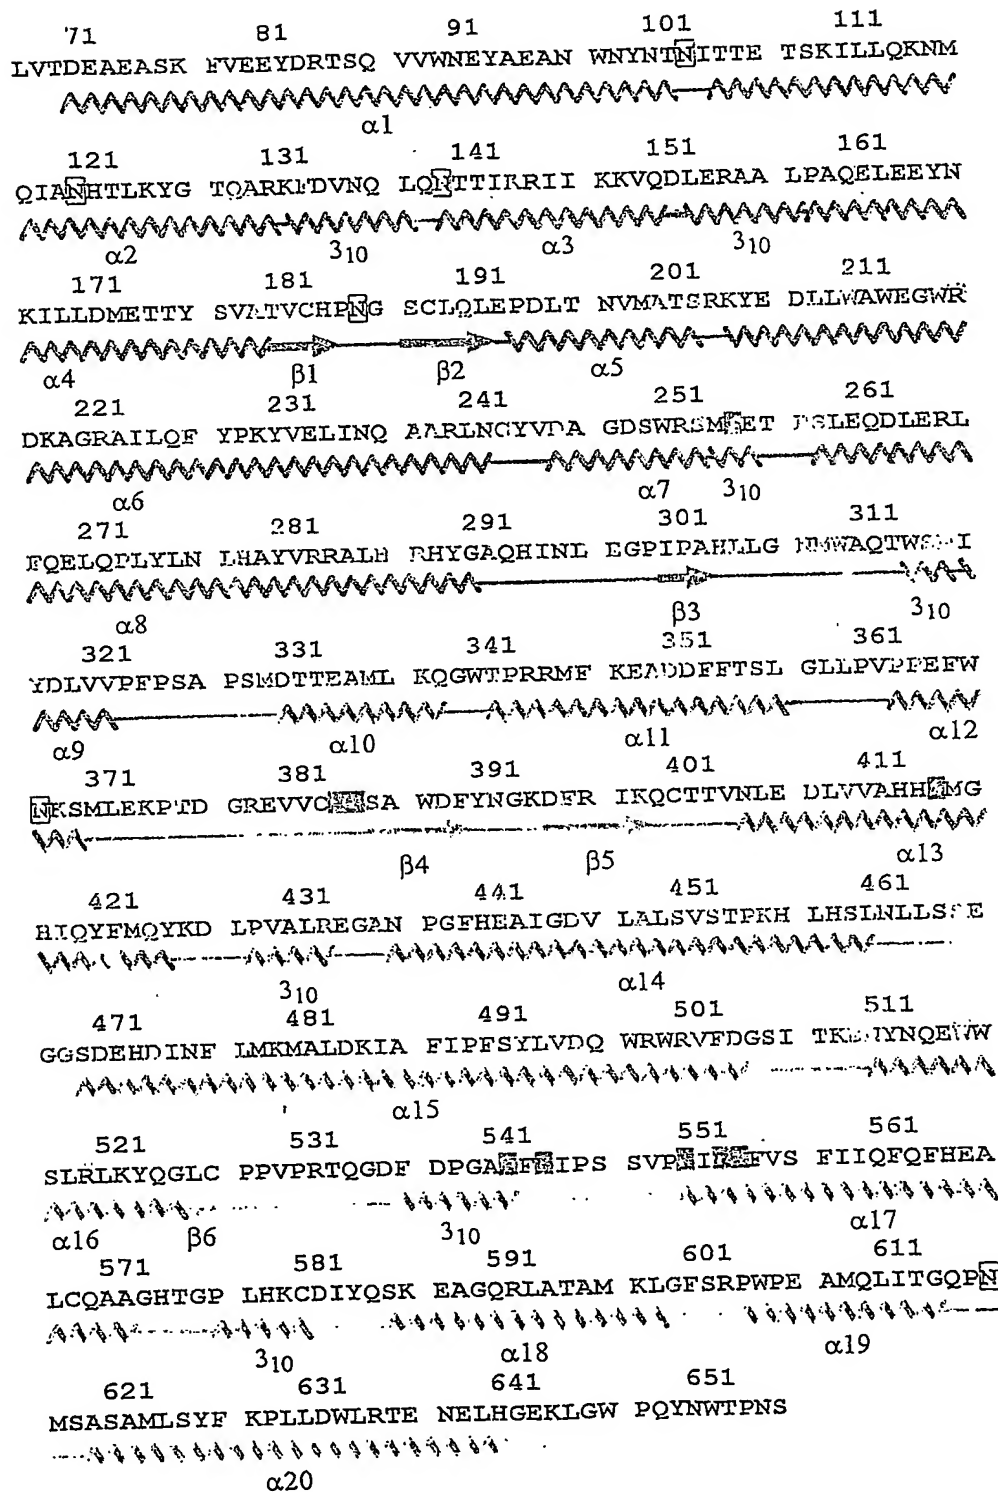 71 81 91 101 111
LVTDEAEASK FVEEYDRTSQ VVWNEYAEAN WNYNTNITTE TSKILLQKNM
α1
121 131 141 151 161
QIANHTLKYG TQARKFDVNQ LQ TTIKRII KKVQDLERAA LPAQELEEYN
α2 3₁₀ α3 3₁₀
171 181 191 201 211
KILLDMETTY SVATVCHPNG SCLQLEPDLT NVMATSRKYE DLLWAWEGWR
α4 β1 β2 α5
221 231 241 251 261
DKAGRAILQF YPKYVELINQ AARLNGYVDA GDSWRSM ET SLEQDLERL
α6 α7 3₁₀
271 281 291 301 311
FQELQPLYLN LHAYVRRALH RHYGAQHINL EGPIPAHLLG NMWAQTW I
α8 β3 3₁₀
321 331 341 351 361
YDLVVPFPSA PSMDTTEAML KQGWTPRRMF KEADDFFTSL GLLPVPPEFW
α9 α10 α11 α12
371 381 391 401 411
NKSMLEKPTD GREVVC SA WDFYNGKDFR IKQCTTVNLE DLVVAHH MG
β4 β5 α13
421 431 441 451 461
HIQYFMQYKD LPVALREGAN PGFHEAIGDV LALSVSTPKH LHSLNLLS E
3₁₀ α14
471 481 491 501 511
GGSDEHDINF LMKMALDKIA FIPFSYLVDQ WRWRVFDGSI TK YNQEWW
α15
521 531 541 551 561
SLRLKYQGLC PPVPRTQGDF DPGA F IPS SVP I FVS FIIQFQFHEA
α16 β6 3₁₀ α17
571 581 591 601 611
LCQAAGHTGP LHKCDIYQSK EAGQRLATAM KLGFSRPWPE AMQLITGQPN
3₁₀ α18 α19
621 631 641 651
MSASAMLSYF KPLLDWLRTE NELHGEKLGW PQYNWTPNS
α20